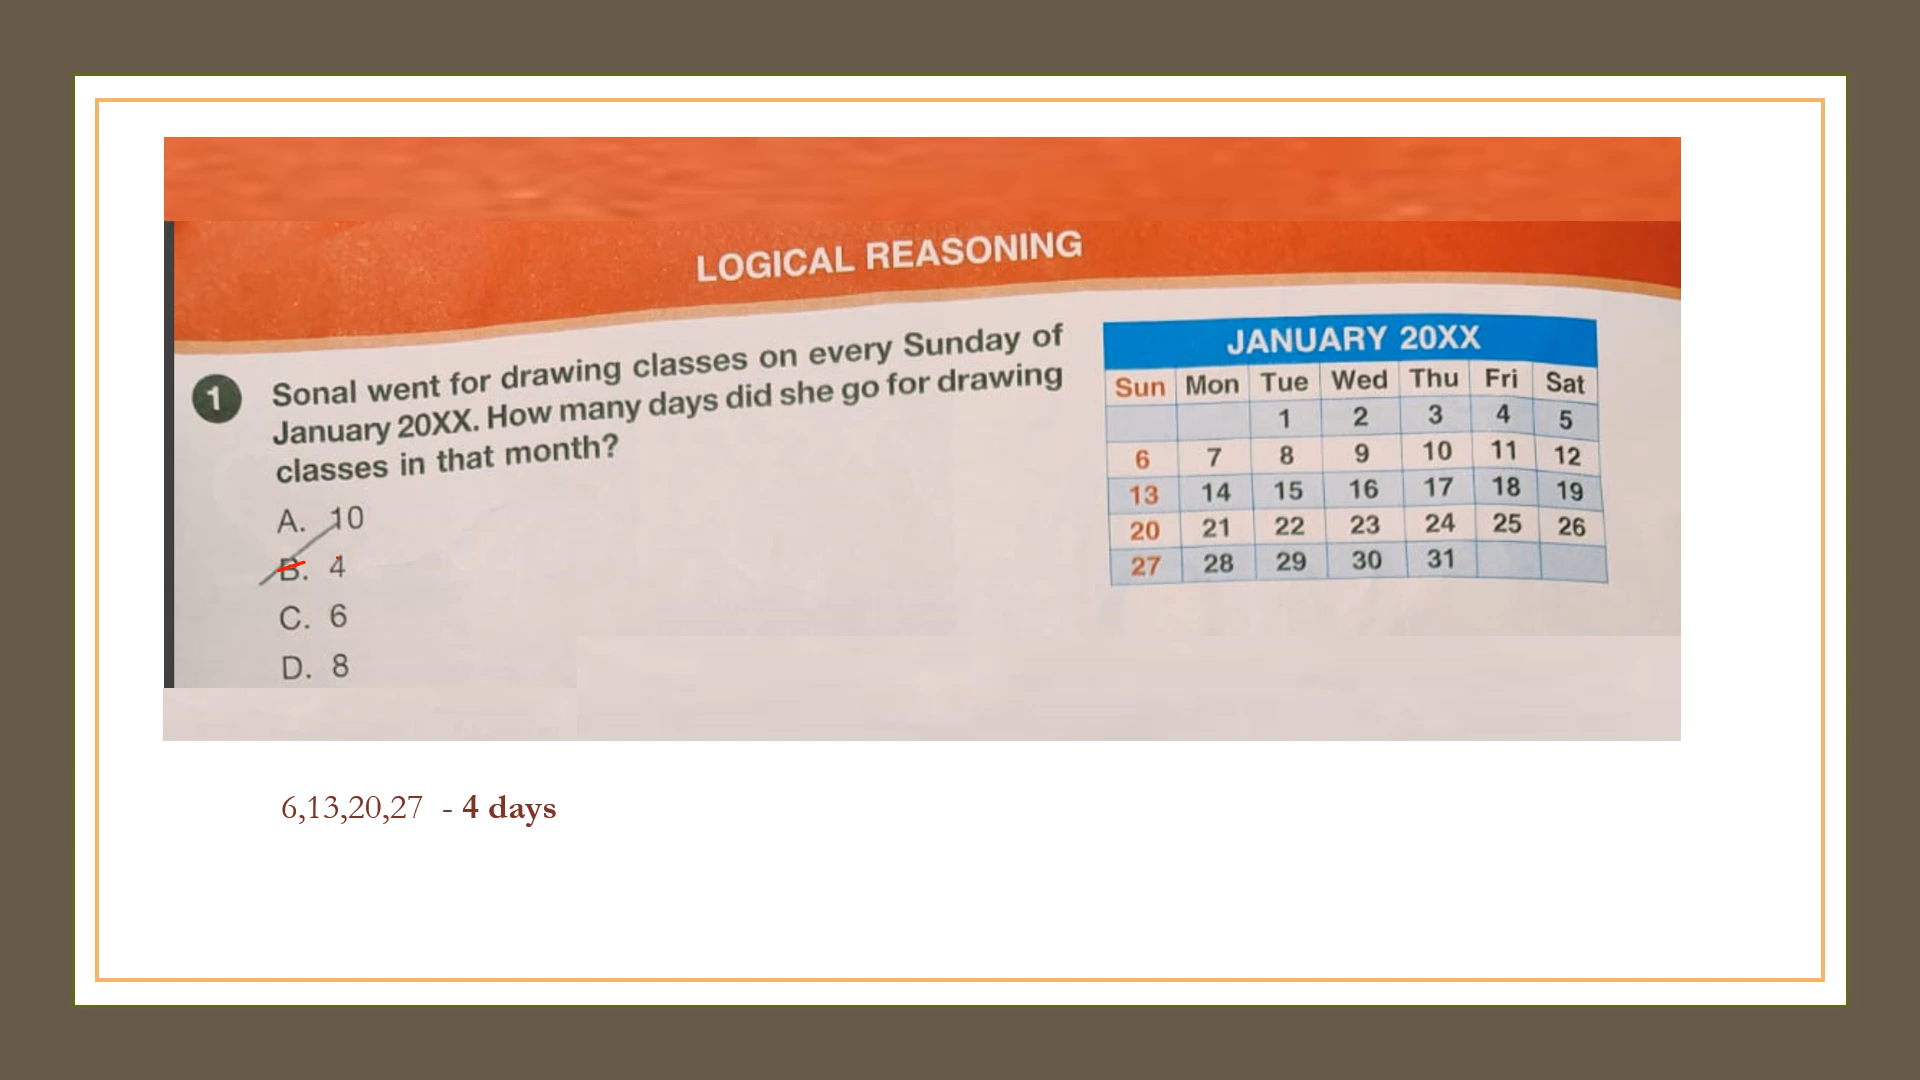 LOGICAL REASONING
1 Sonal went for drawing classes on every Sunday of
January 20XX. How many days did she go for drawing
classes in that month?
A. 10
B. 4
C. 6
D. 8
JANUARY 20XX
Sun Mon Tue Wed Thu Fri Sat
1 2 3 4 5
6 7 8 9 10 11 12
13 14 15 16 17 18 19
20 21 22 23 24 25 26
27 28 29 30 31
6,13,20,27 - 4 days